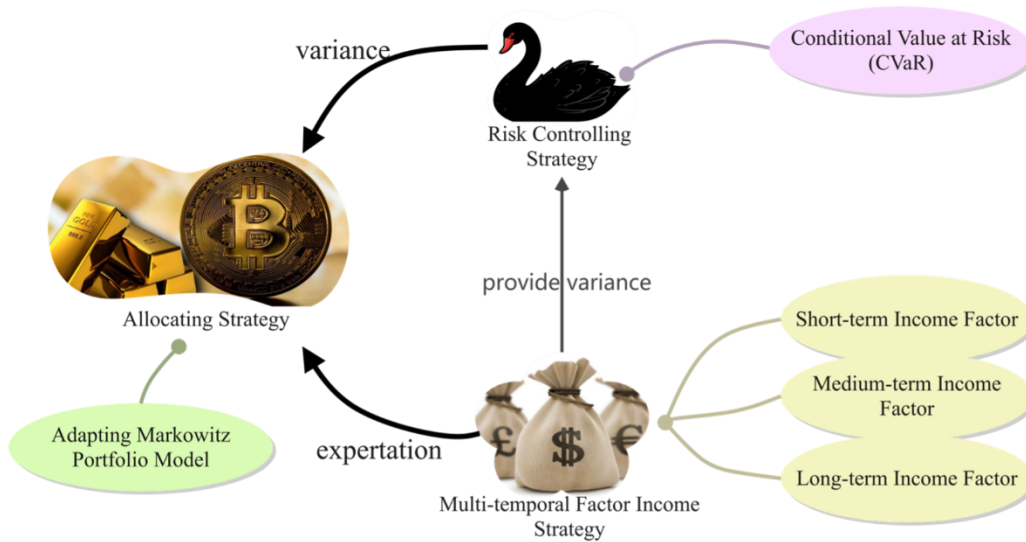 variance
Conditional Value at Risk
(CVaR)
Risk Controlling
Strategy
GOLD
Allocating Strategy
provide variance
Short-term Income Factor
Medium-term Income
Factor
Long-term Income Factor
Adapting Markowitz
Portfolio Model
expertation
£
$
€
Multi-temporal Factor Income
Strategy